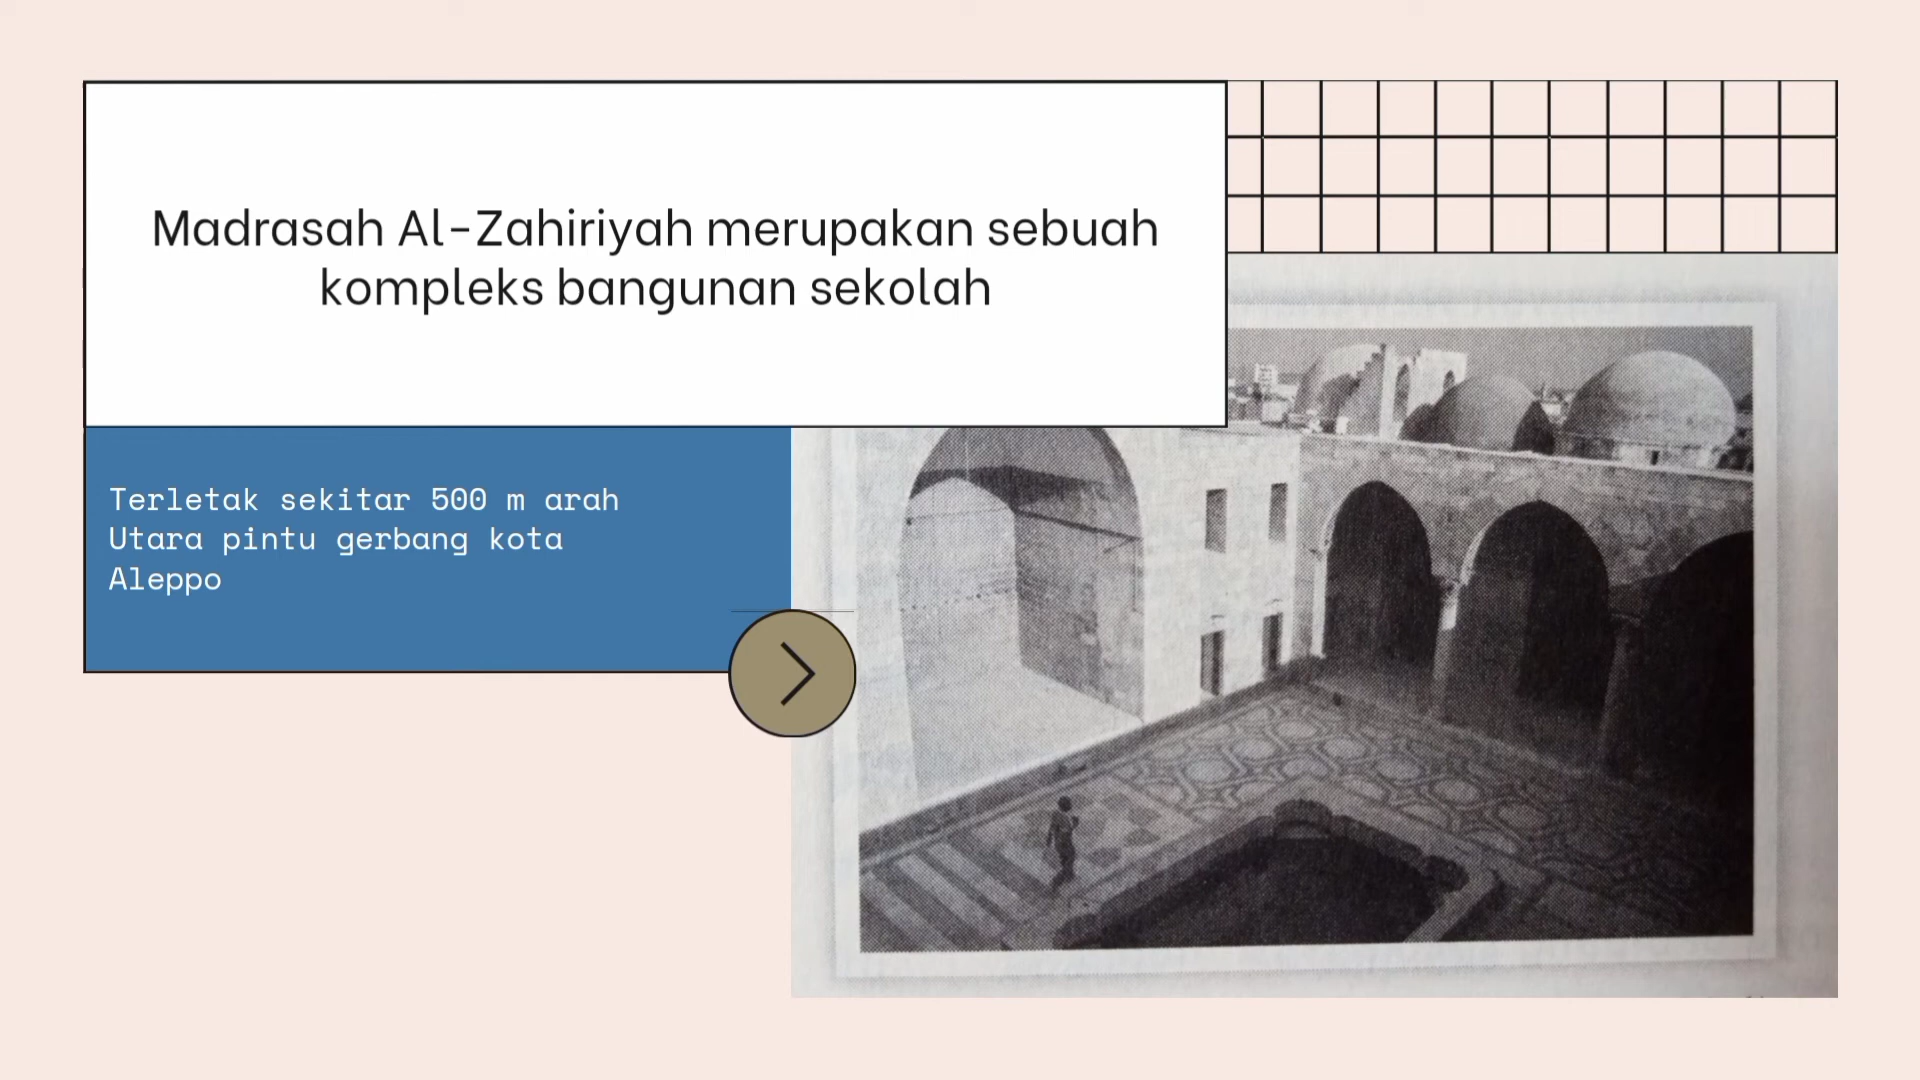 Madrasah Al-Zahiriyah merupakan sebuah
kompleks bangunan sekolah
Terletak sekitar 500 m arah
Utara pintu gerbang kota
Aleppo